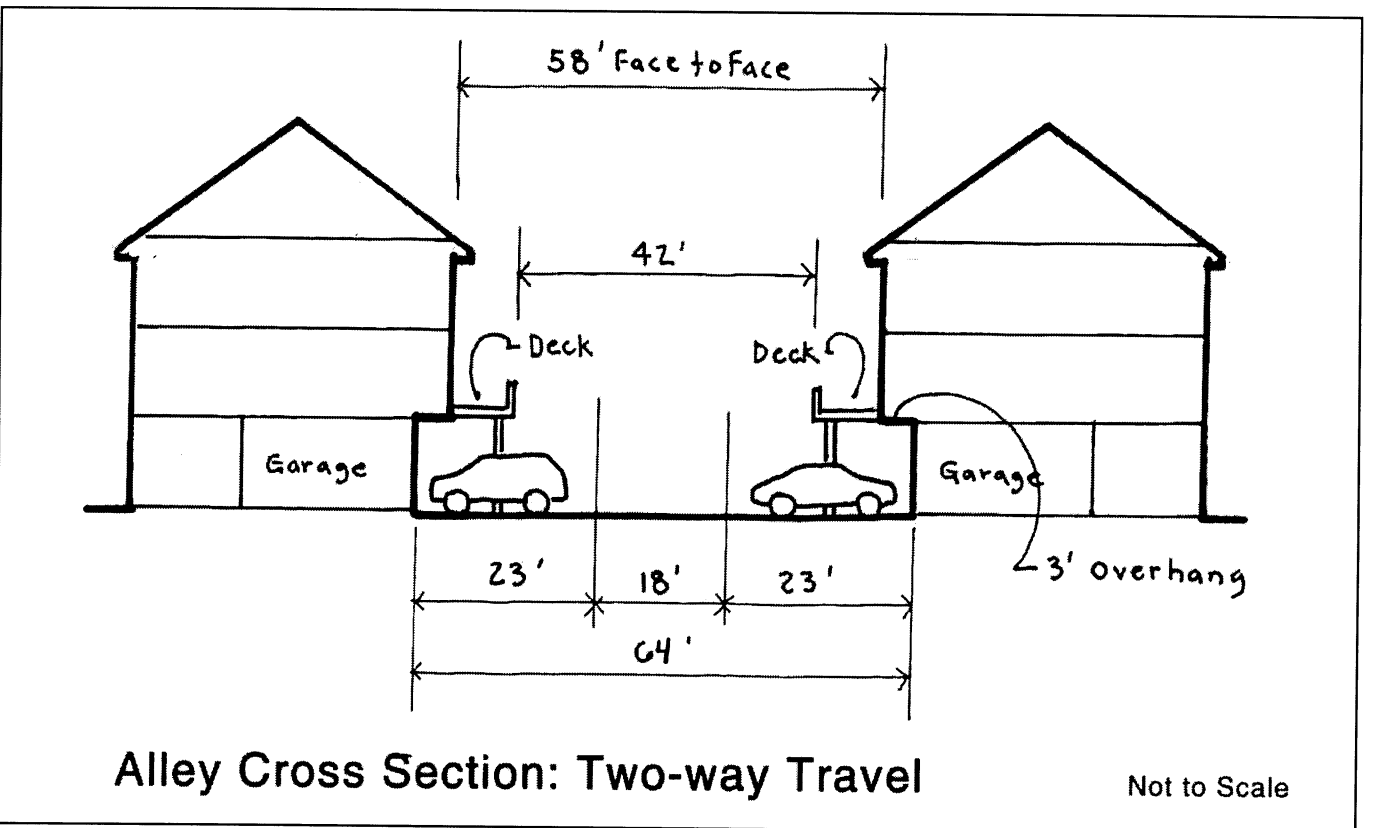 58' Face to Face
42'
Deck
Deck
Garage
Garage
3' overhang
23'
18'
23'
64'
Alley Cross Section: Two-way Travel
Not to Scale